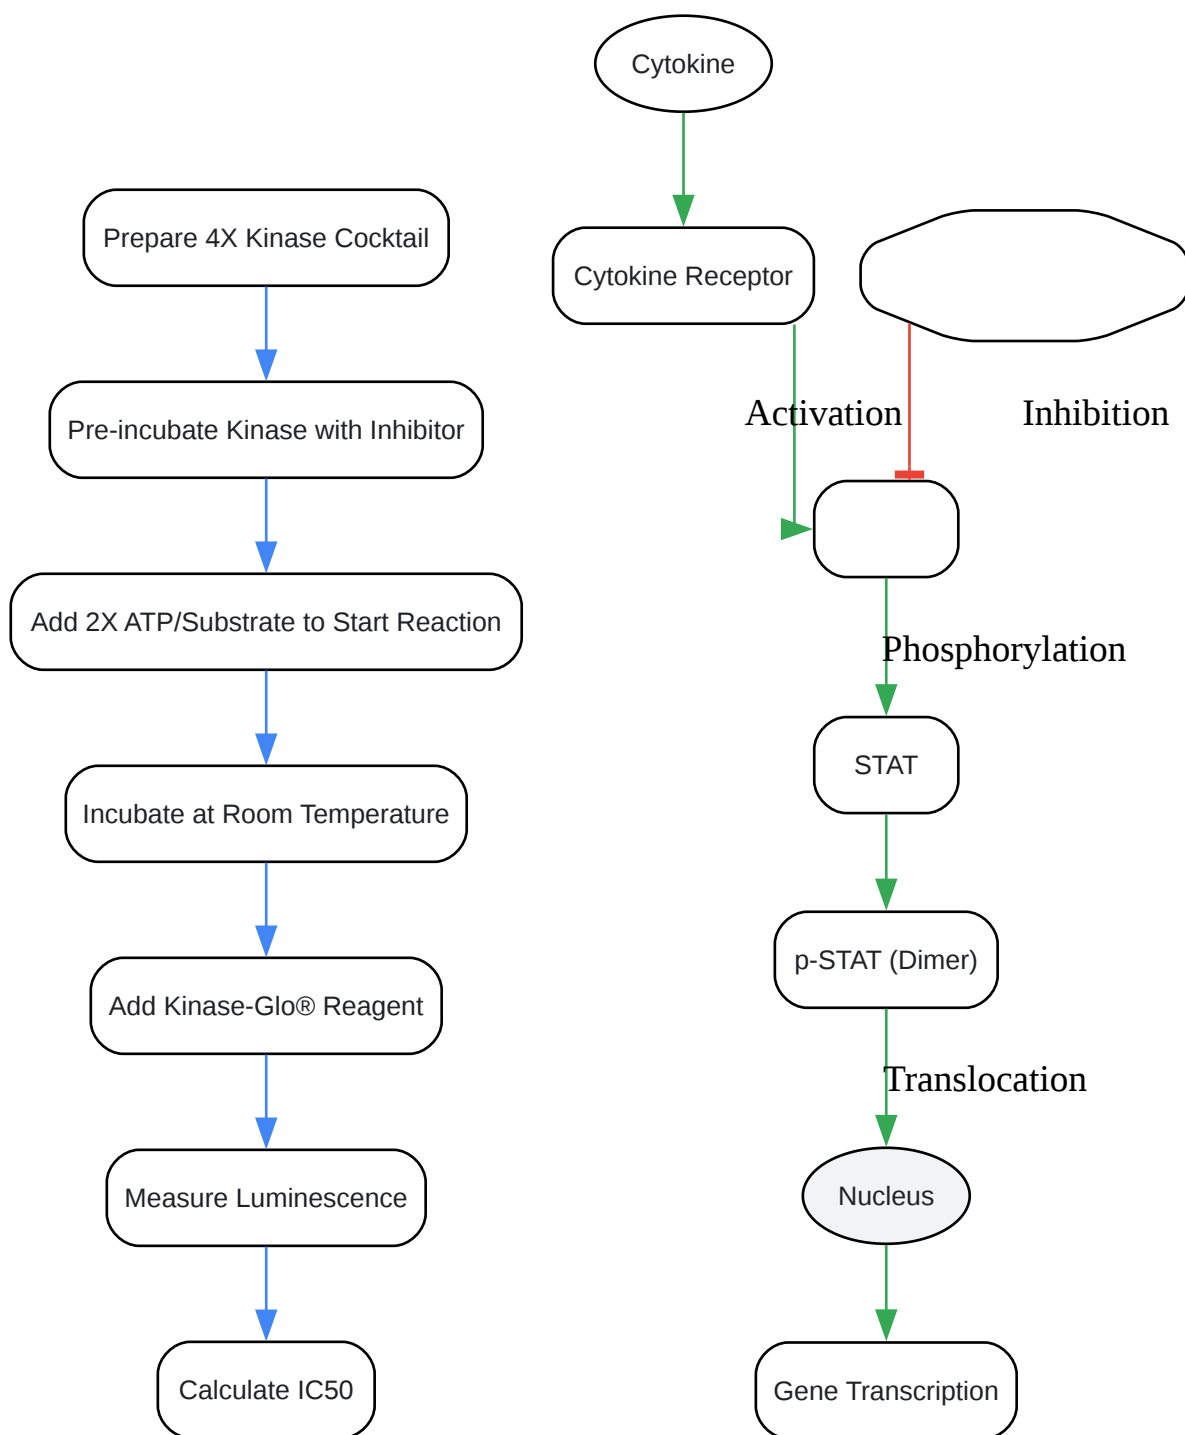 Prepare 4X Kinase Cocktail
Pre-incubate Kinase with Inhibitor
Add 2X ATP/Substrate to Start Reaction
Incubate at Room Temperature
Add Kinase-Glo® Reagent
Measure Luminescence
Calculate IC50
Cytokine
Cytokine Receptor
Activation
Inhibition
Phosphorylation
STAT
p-STAT (Dimer)
Translocation
Nucleus
Gene Transcription